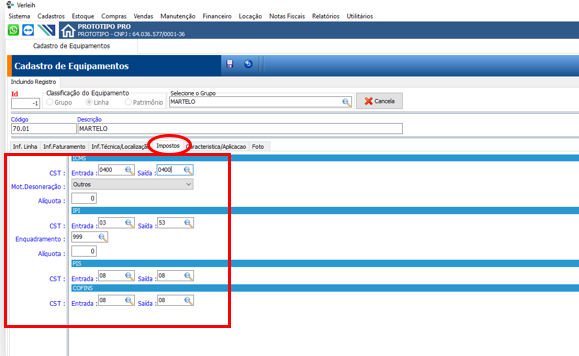 Verleih
Sistema Cadastros Estoque Compras Vendas Manutenção Financeiro Locação Notas Fiscais Relatórios Utilitários
PROTOTIPO PRO
PROTOTIPO - CNPJ : 64.036.577/0001-36
Cadastro de Equipamentos
Cadastro de Equipamentos
Incluindo Registro
Id Classificação do Equipamento Selecione o Grupo
-1 Grupo Linha Patrimônio MARTELO Cancela
Código Descrição
70.01 MARTELO
Inf. Linha Inf.Faturamento Inf.Técnica/Localização Impostos Caracteristica/Aplicacao Foto
ICMS
CST : Entrada : 0400 Saída : 0400
Mot.Desoneração : Outros
Alíquota : 0
IPI
CST : Entrada : 03 Saída : 53
Enquadramento : 999
Alíquota : 0
PIS
CST : Entrada : 08 Saída : 08
COFINS
CST : Entrada : 08 Saída : 08